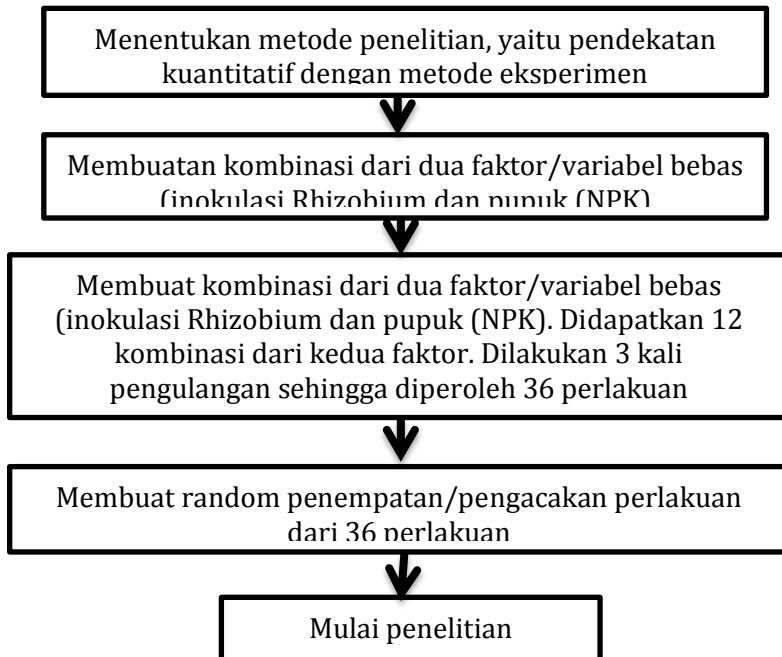 Menentukan metode penelitian, yaitu pendekatan
kuantitatif dengan metode eksperimen
Membuatan kombinasi dari dua faktor/variabel bebas
(inokulasi Rhizobium dan pupuk (NPK)
Membuat kombinasi dari dua faktor/variabel bebas
(inokulasi Rhizobium dan pupuk (NPK). Didapatkan 12
kombinasi dari kedua faktor. Dilakukan 3 kali
pengulangan sehingga diperoleh 36 perlakuan
Membuat random penempatan/pengacakan perlakuan
dari 36 perlakuan
Mulai penelitian